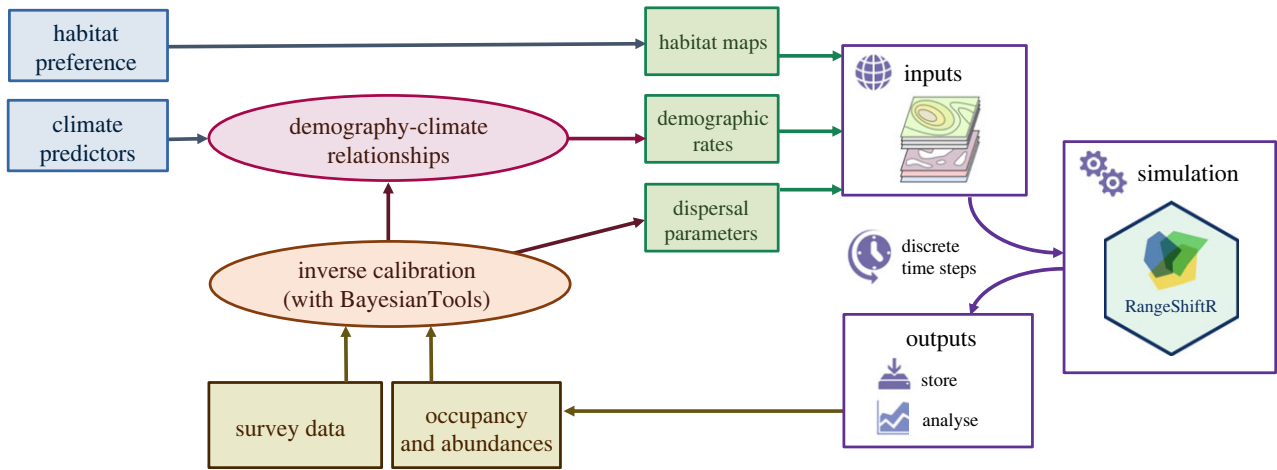 habitat
preference
climate
predictors
demography-climate
relationships
inverse calibration
(with BayesianTools)
survey data
occupancy
and abundances
habitat maps
demographic
rates
dispersal
parameters
inputs
discrete
time steps
simulation
RangeShiftR
outputs
store
analyse